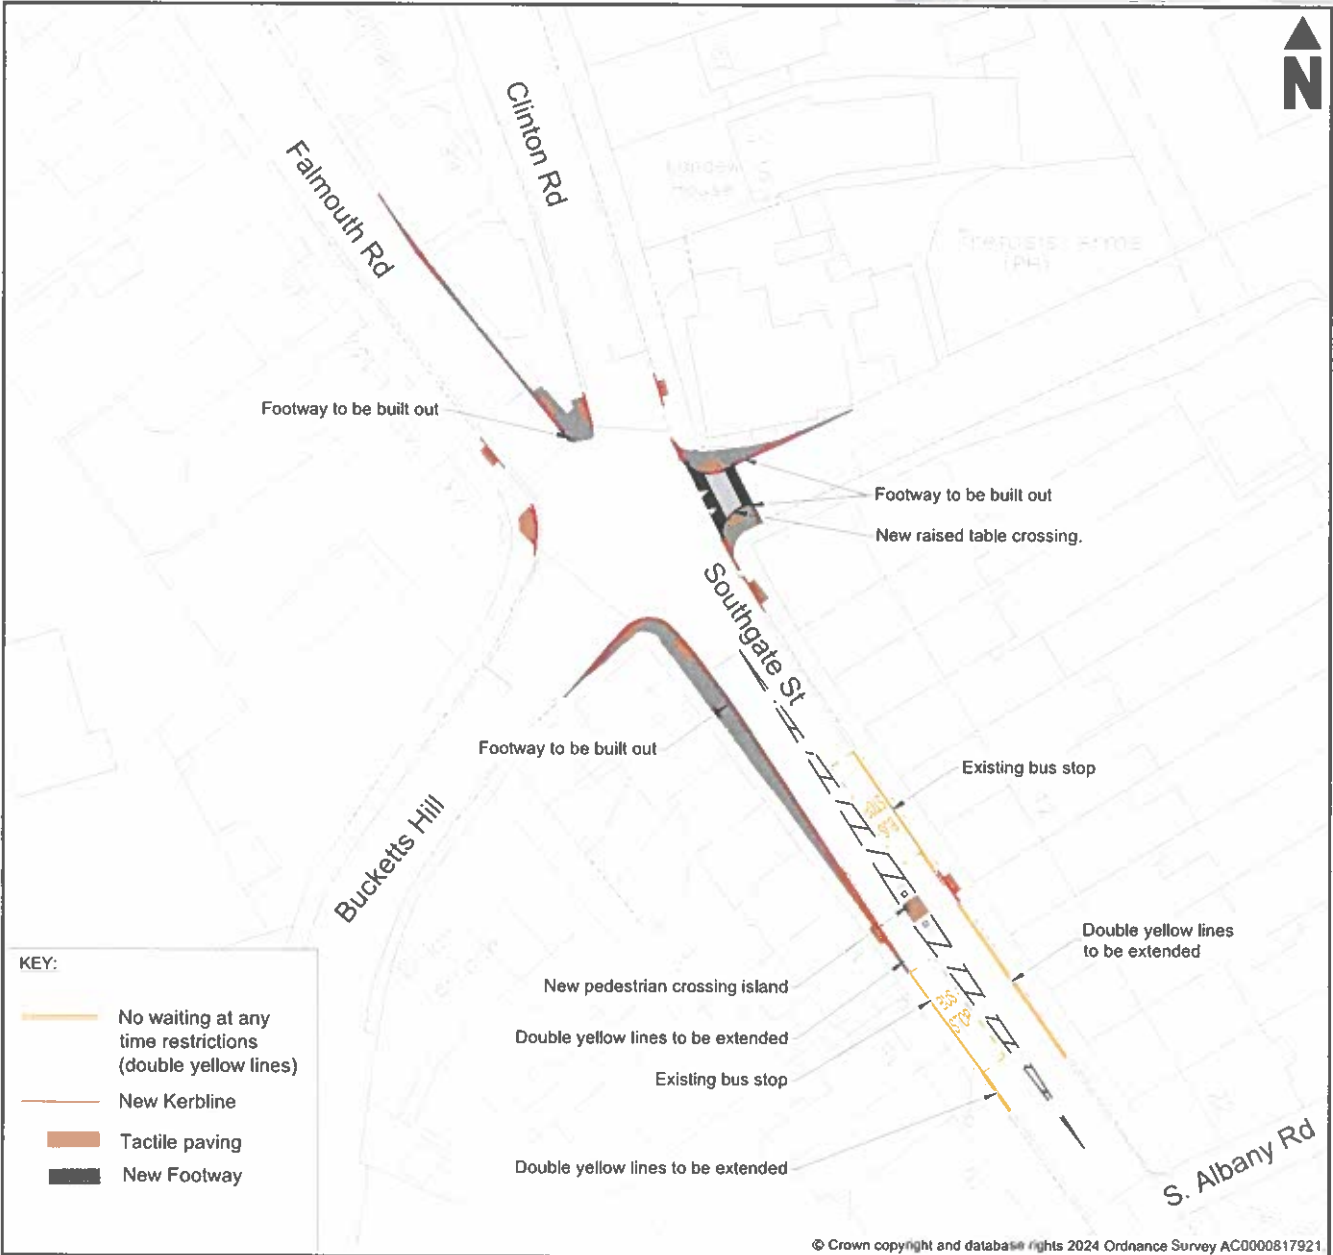 N
Clinton Rd
Falmouth Rd
(PH)
Footway to be built out
Footway to be built out
New raised table crossing.
Southgate St
Footway to be built out
Existing bus stop
Bucketts Hill
Double yellow lines
to be extended
New pedestrian crossing island
Double yellow lines to be extended
Existing bus stop
Double yellow lines to be extended
S. Albany Rd
KEY:
No waiting at any
time restrictions
(double yellow lines)
New Kerbline
Tactile paving
New Footway
© Crown copyright and database rights 2024 Ordnance Survey AC0000817921